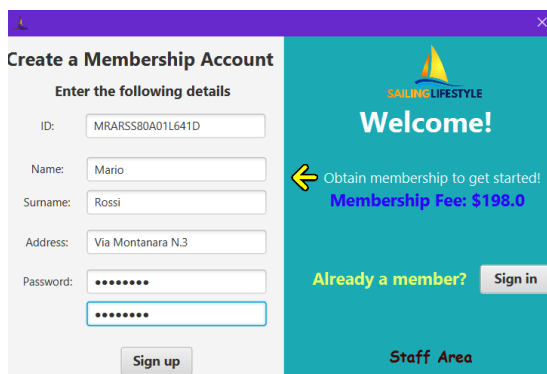 Create a Membership Account
Enter the following details
ID: MRARSS80A01L641D
Name: Mario
Surname: Rossi
Address: Via Montanara N.3
Password: ●●●●●●●●
●●●●●●●●
Sign up
SAILINGLIFESTYLE
Welcome!
Obtain membership to get started!
Membership Fee: $198.0
Already a member? Sign in
Staff Area